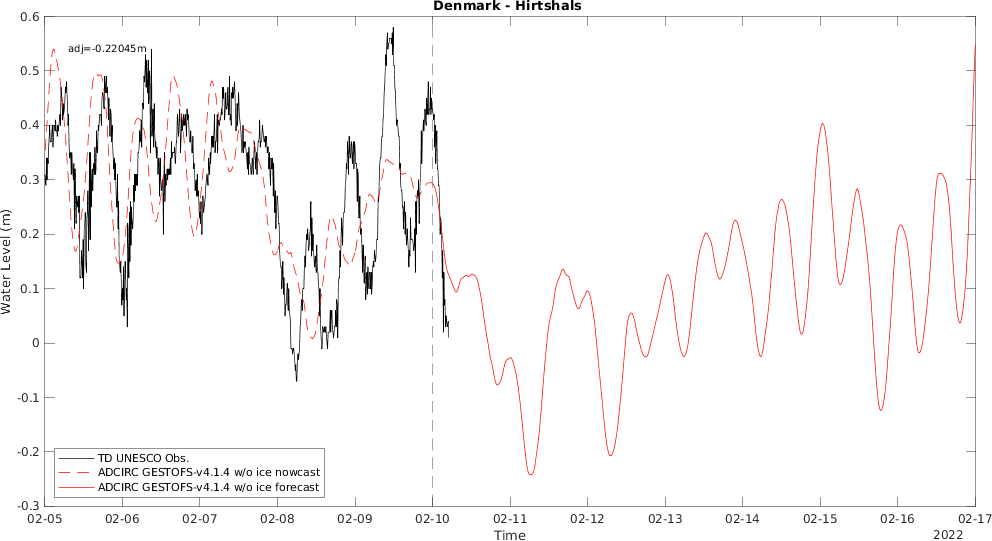 Denmark - Hirtshals
adj=-0.22045m
Water Level (m)
0.6
0.5
0.4
0.3
0.2
0.1
0
-0.1
-0.2
-0.3
TD UNESCO Obs.
ADCIRC GESTOFS-v4.1.4 w/o ice nowcast
ADCIRC GESTOFS-v4.1.4 w/o ice forecast
02-05 02-06 02-07 02-08 02-09 02-10 02-11 02-12 02-13 02-14 02-15 02-16 02-17
Time
2022